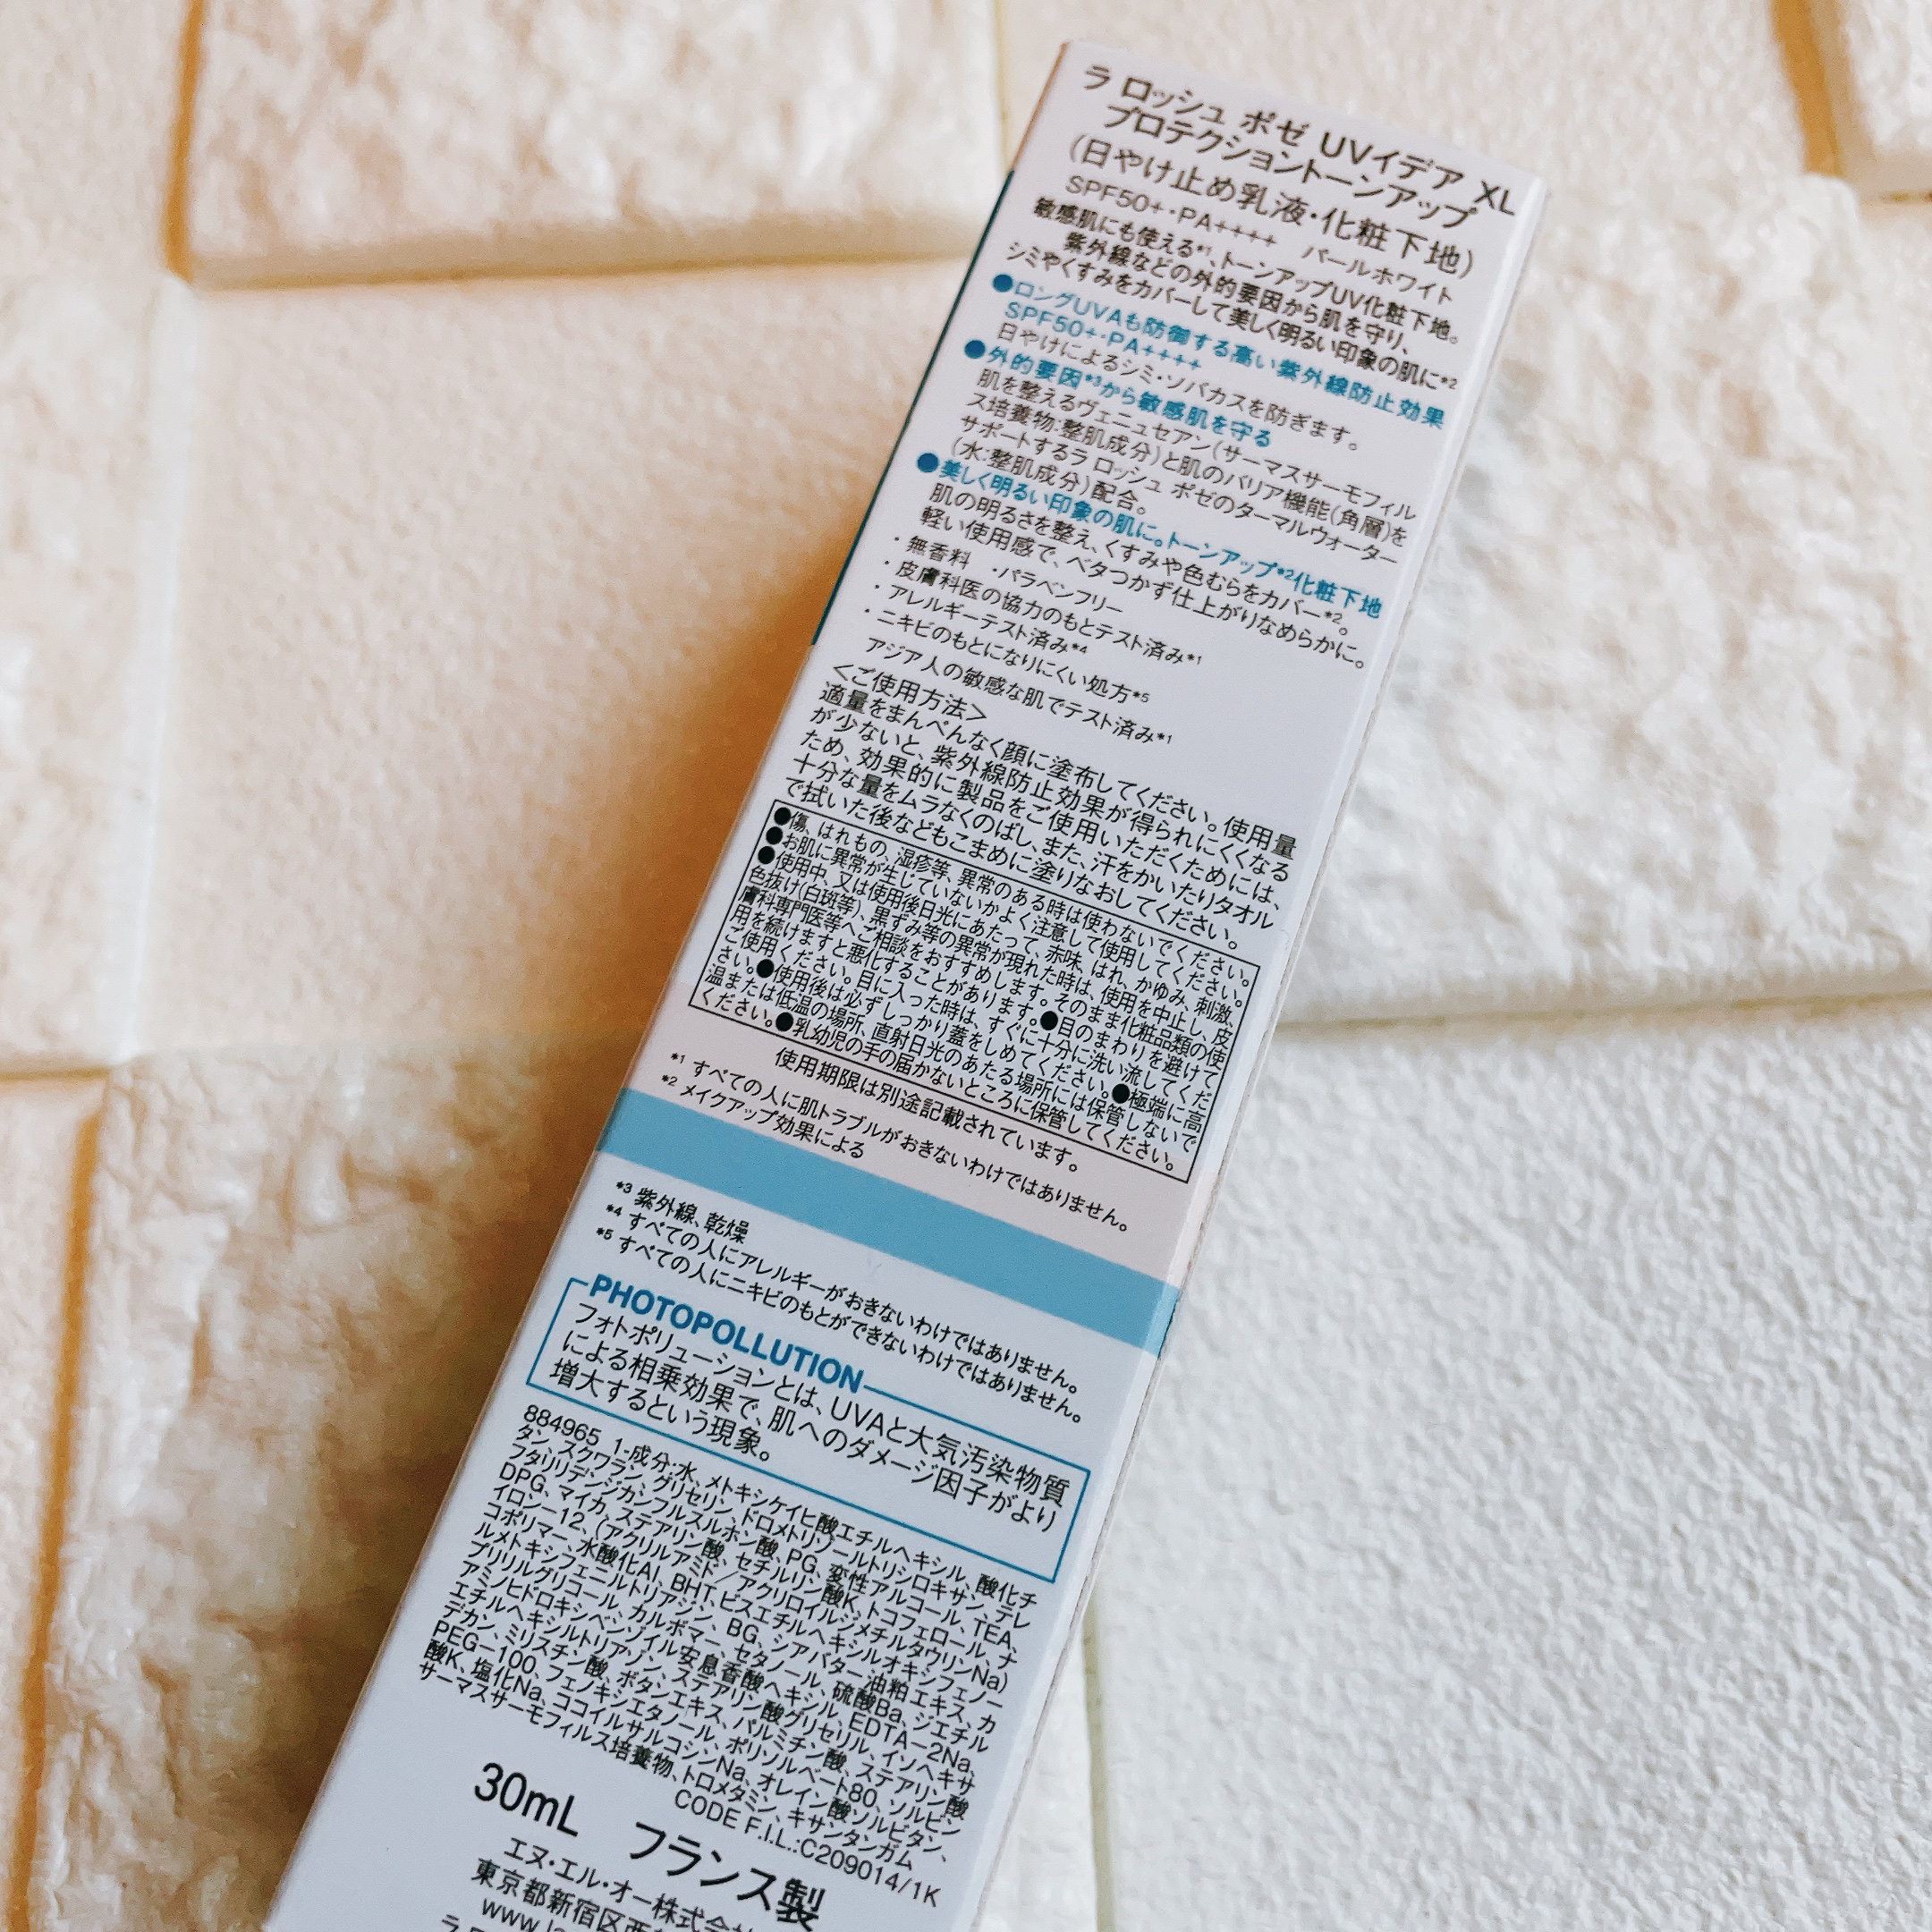 ラ ロッシュ ポゼ UVイデア XL
プロテクショントーンアップ
(日やけ止め乳液・化粧下地)
SPF50+・PA++++ パールホワイト
敏感肌にも使える*1、トーンアップUV化粧下地。
紫外線などの外的要因から肌を守り、
シミやくすみをカバーして美しく明るい印象の肌に*2
●ロングUVAも防御する高い紫外線防止効果
SPF50+・PA++++
日やけによるシミ・ソバカスを防ぎます。
●外的要因*3から敏感肌を守る
肌を整えるヴェニュセアン(サーマスサーモフィル
ス培養物:整肌成分)と肌のバリア機能(角層)を
サポートするラ ロッシュ ポゼのターマルウォーター
(水:整肌成分)配合。
●美しく明るい印象の肌に。トーンアップ*2化粧下地
肌の明るさを整え、くすみや色むらをカバー*2。
軽い使用感で、ベタつかず仕上がりなめらかに。
・無香料 ・パラベンフリー
・皮膚科医の協力のもとテスト済み*1
・アレルギーテスト済み*4
・ニキビのもとになりにくい処方*5
アジア人の敏感な肌でテスト済み*1
<ご使用方法>
適量をまんべんなく顔に塗布してください。使用量
が少ないと、紫外線防止効果が得られにくくなる
ため、効果的に製品をご使用いただくためには、
十分な量をムラなくのばし、また、汗をかいたりタオル
で拭いた後などもこまめに塗りなおしてください。
●傷、はれもの、湿疹等、異常のある時は使わないでください。
●お肌に異常が生じていないかよく注意して使用してください。
●使用中、又は使用後日光にあたって、赤味、はれ、かゆみ、刺激、
色抜け(白斑等)、黒ずみ等の異常が現れた時は、使用を中止し、皮
膚科専門医等へご相談をおすすめします。そのまま化粧品類の使
用を続けますと悪化することがあります。●目のまわりを避けて
ご使用ください。目に入った時は、すぐに十分に洗い流してくだ
さい。●使用後は必ずしっかり蓋をしめてください。●極端に高
温または低温の場所、直射日光のあたる場所には保管しないで
ください。●乳幼児の手の届かないところに保管してください。
使用期限は別途記載されています。
*1 すべての人に肌トラブルがおきないわけではありません。
*2 メイクアップ効果による
*3 紫外線、乾燥
*4 すべての人にアレルギーがおきないわけではありません。
*5 すべての人にニキビのもとができないわけではありません。
PHOTOPOLLUTION
フォトポリューションとは、UVAと大気汚染物質
による相乗効果で、肌へのダメージ因子がより
増大するという現象。
884965 1-成分:水、メトキシケイヒ酸エチルヘキシル、酸化チ
タン、スクワラン、グリセリン、ドロメトリゾールトリシロキサン、テレ
フタリリデンジカンフルスルホン酸、PG、変性アルコール、TEA、
DPG、マイカ、ステアリン酸、セチルリン酸K、トコフェロール、ナ
イロン-12、(アクリルアミド/アクリロイルジメチルタウリンNa)
コポリマー、水酸化Al、BHT、ビスエチルヘキシルオキシフェノー
ルメトキシフェニルトリアジン、BG、シアバター油粕エキス、カ
プリリルグリコール、カルボマー、セタノール、硫酸Ba、ジエチル
アミノヒドロキシベンゾイル安息香酸ヘキシル、EDTA-2Na、
エチルヘキシルトリアゾン、ステアリン酸グリセリル、イソヘキサ
デカン、ミリスチン酸、ボタンエキス、パルミチン酸、ステアリン酸
PEG-100、フェノキシエタノール、ポリソルベート80、ソルビン
酸K、塩化Na、ココイルサルコシンNa、オレイン酸ソルビタン、
サーマスサーモフィルス培養物、トロメタミン、キサンタンガム
CODE F.I.L.:C209014/1K
30mL フランス製
エヌ・エル・オー株式会
東京都新宿区西